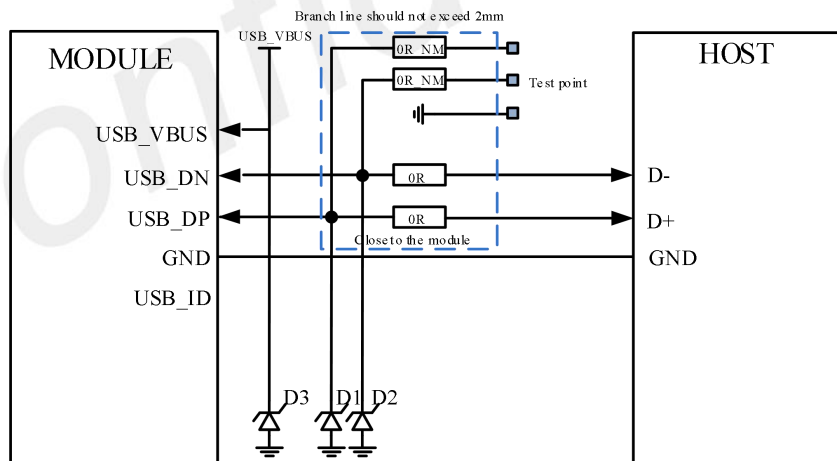 Branch line should not exceed 2mm
USB_VBUS
MODULE
HOST
0R_NM
0R_NM
Test point
USB_VBUS
USB_DN
0R
D-
USB_DP
0R
D+
Close to the module
GND
GND
USB_ID
D3
D1
D2